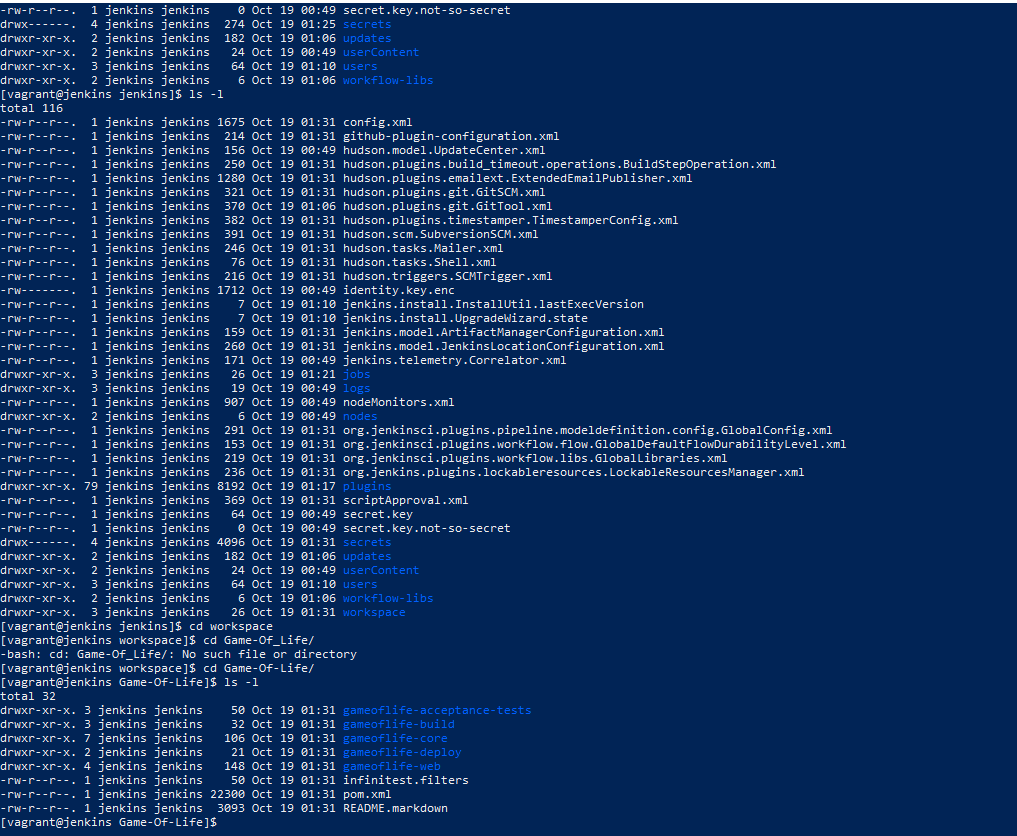 -rw-r--r--.  1 jenkins jenkins    0 Oct 19 00:49 secret.key.not-so-secret
drwx------.  4 jenkins jenkins  274 Oct 19 01:25 secrets
drwxr-xr-x.  2 jenkins jenkins  182 Oct 19 01:06 updates
drwxr-xr-x.  2 jenkins jenkins   24 Oct 19 00:49 userContent
drwxr-xr-x.  3 jenkins jenkins   64 Oct 19 01:10 users
drwxr-xr-x.  2 jenkins jenkins    6 Oct 19 01:06 workflow-libs
[vagrant@jenkins jenkins]$ ls -l
total 116
-rw-r--r--.  1 jenkins jenkins 1675 Oct 19 01:31 config.xml
-rw-r--r--.  1 jenkins jenkins  214 Oct 19 01:31 github-plugin-configuration.xml
-rw-r--r--.  1 jenkins jenkins  156 Oct 19 00:49 hudson.model.UpdateCenter.xml
-rw-r--r--.  1 jenkins jenkins  250 Oct 19 01:31 hudson.plugins.build_timeout.operations.BuildStepOperation.xml
-rw-r--r--.  1 jenkins jenkins 1280 Oct 19 01:31 hudson.plugins.emailext.ExtendedEmailPublisher.xml
-rw-r--r--.  1 jenkins jenkins  321 Oct 19 01:31 hudson.plugins.git.GitSCM.xml
-rw-r--r--.  1 jenkins jenkins  370 Oct 19 01:06 hudson.plugins.git.GitTool.xml
-rw-r--r--.  1 jenkins jenkins  382 Oct 19 01:31 hudson.plugins.timestamper.TimestamperConfig.xml
-rw-r--r--.  1 jenkins jenkins  391 Oct 19 01:31 hudson.scm.SubversionSCM.xml
-rw-r--r--.  1 jenkins jenkins  246 Oct 19 01:31 hudson.tasks.Mailer.xml
-rw-r--r--.  1 jenkins jenkins   76 Oct 19 01:31 hudson.tasks.Shell.xml
-rw-r--r--.  1 jenkins jenkins  216 Oct 19 01:31 hudson.triggers.SCMTrigger.xml
-rw-------.  1 jenkins jenkins 1712 Oct 19 00:49 identity.key.enc
-rw-r--r--.  1 jenkins jenkins    7 Oct 19 01:10 jenkins.install.InstallUtil.lastExecVersion
-rw-r--r--.  1 jenkins jenkins    7 Oct 19 01:10 jenkins.install.UpgradeWizard.state
-rw-r--r--.  1 jenkins jenkins  159 Oct 19 01:31 jenkins.model.ArtifactManagerConfiguration.xml
-rw-r--r--.  1 jenkins jenkins  260 Oct 19 01:31 jenkins.model.JenkinsLocationConfiguration.xml
-rw-r--r--.  1 jenkins jenkins  171 Oct 19 00:49 jenkins.telemetry.Correlator.xml
drwxr-xr-x.  3 jenkins jenkins   26 Oct 19 01:21 jobs
drwxr-xr-x.  3 jenkins jenkins   19 Oct 19 00:49 logs
-rw-r--r--.  1 jenkins jenkins  907 Oct 19 00:49 nodeMonitors.xml
drwxr-xr-x.  2 jenkins jenkins    6 Oct 19 00:49 nodes
-rw-r--r--.  1 jenkins jenkins  291 Oct 19 01:31 org.jenkinsci.plugins.pipeline.modeldefinition.config.GlobalConfig.xml
-rw-r--r--.  1 jenkins jenkins  153 Oct 19 01:31 org.jenkinsci.plugins.workflow.flow.GlobalDefaultFlowDurabilityLevel.xml
-rw-r--r--.  1 jenkins jenkins  219 Oct 19 01:31 org.jenkinsci.plugins.workflow.libs.GlobalLibraries.xml
-rw-r--r--.  1 jenkins jenkins  236 Oct 19 01:31 org.jenkins.plugins.lockableresources.LockableResourcesManager.xml
drwxr-xr-x. 79 jenkins jenkins 8192 Oct 19 01:17 plugins
-rw-r--r--.  1 jenkins jenkins  369 Oct 19 01:31 scriptApproval.xml
-rw-r--r--.  1 jenkins jenkins   64 Oct 19 00:49 secret.key
-rw-r--r--.  1 jenkins jenkins    0 Oct 19 00:49 secret.key.not-so-secret
drwx------.  4 jenkins jenkins 4096 Oct 19 01:31 secrets
drwxr-xr-x.  2 jenkins jenkins  182 Oct 19 01:06 updates
drwxr-xr-x.  2 jenkins jenkins   24 Oct 19 00:49 userContent
drwxr-xr-x.  3 jenkins jenkins   64 Oct 19 01:10 users
drwxr-xr-x.  2 jenkins jenkins    6 Oct 19 01:06 workflow-libs
drwxr-xr-x.  3 jenkins jenkins   26 Oct 19 01:31 workspace
[vagrant@jenkins jenkins]$ cd workspace
[vagrant@jenkins workspace]$ cd Game-Of_Life/
-bash: cd: Game-Of_Life/: No such file or directory
[vagrant@jenkins workspace]$ cd Game-Of-Life/
[vagrant@jenkins Game-Of-Life]$ ls -l
total 32
drwxr-xr-x. 3 jenkins jenkins    50 Oct 19 01:31 gameoflife-acceptance-tests
drwxr-xr-x. 3 jenkins jenkins    32 Oct 19 01:31 gameoflife-build
drwxr-xr-x. 7 jenkins jenkins   106 Oct 19 01:31 gameoflife-core
drwxr-xr-x. 2 jenkins jenkins    21 Oct 19 01:31 gameoflife-deploy
drwxr-xr-x. 4 jenkins jenkins   148 Oct 19 01:31 gameoflife-web
-rw-r--r--. 1 jenkins jenkins    50 Oct 19 01:31 infinitest.filters
-rw-r--r--. 1 jenkins jenkins 22300 Oct 19 01:31 pom.xml
-rw-r--r--. 1 jenkins jenkins  3093 Oct 19 01:31 README.markdown
[vagrant@jenkins Game-Of-Life]$